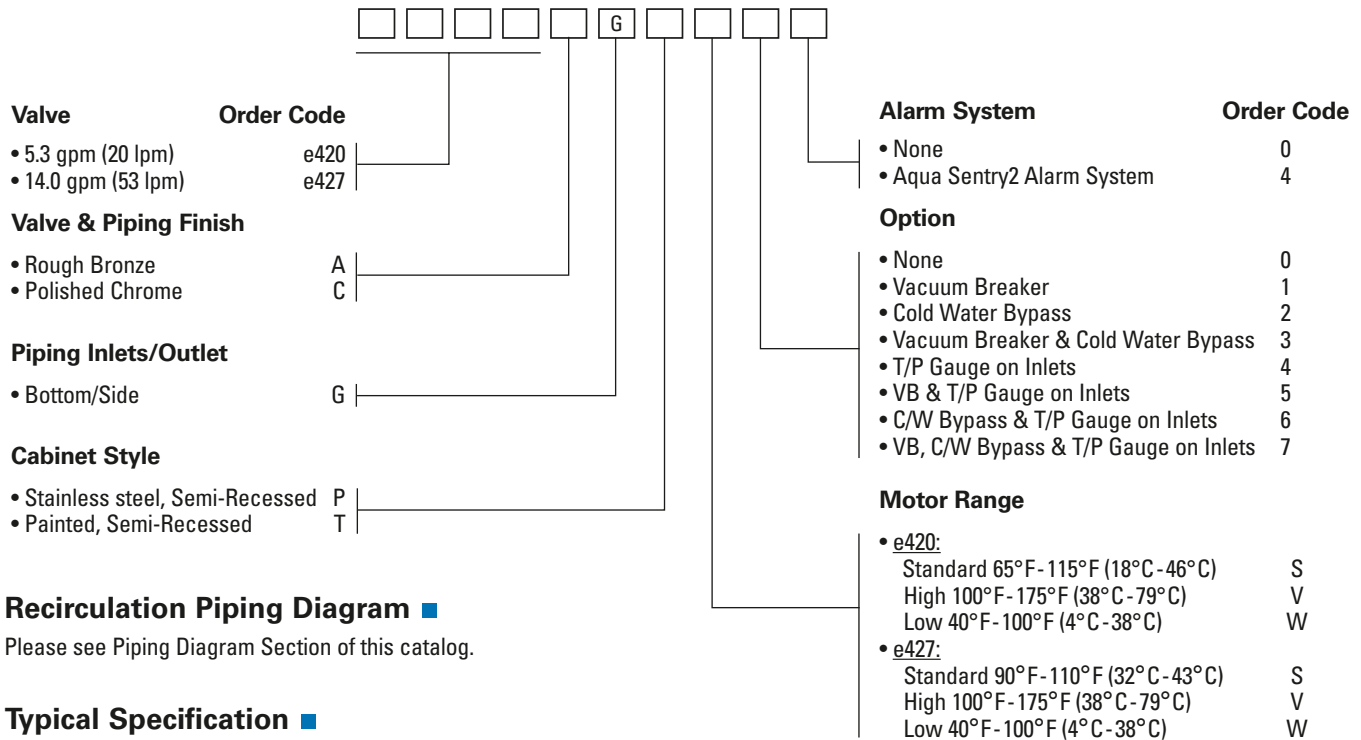 G
Valve Order Code
• 5.3 gpm (20 lpm) e420
• 14.0 gpm (53 lpm) e427
Valve & Piping Finish
• Rough Bronze A
• Polished Chrome C
Piping Inlets/Outlet
• Bottom/Side G
Cabinet Style
• Stainless steel, Semi-Recessed P
• Painted, Semi-Recessed T
Recirculation Piping Diagram
Please see Piping Diagram Section of this catalog.
Typical Specification
Alarm System Order Code
• None 0
• Aqua Sentry2 Alarm System 4
Option
• None 0
• Vacuum Breaker 1
• Cold Water Bypass 2
• Vacuum Breaker & Cold Water Bypass 3
• T/P Gauge on Inlets 4
• VB & T/P Gauge on Inlets 5
• C/W Bypass & T/P Gauge on Inlets 6
• VB, C/W Bypass & T/P Gauge on Inlets 7
Motor Range
• e420:
Standard 65°F-115°F (18°C-46°C) S
High 100°F-175°F (38°C-79°C) V
Low 40°F-100°F (4°C-38°C) W
• e427:
Standard 90°F-110°F (32°C-43°C) S
High 100°F-175°F (38°C-79°C) V
Low 40°F-100°F (4°C-38°C) W